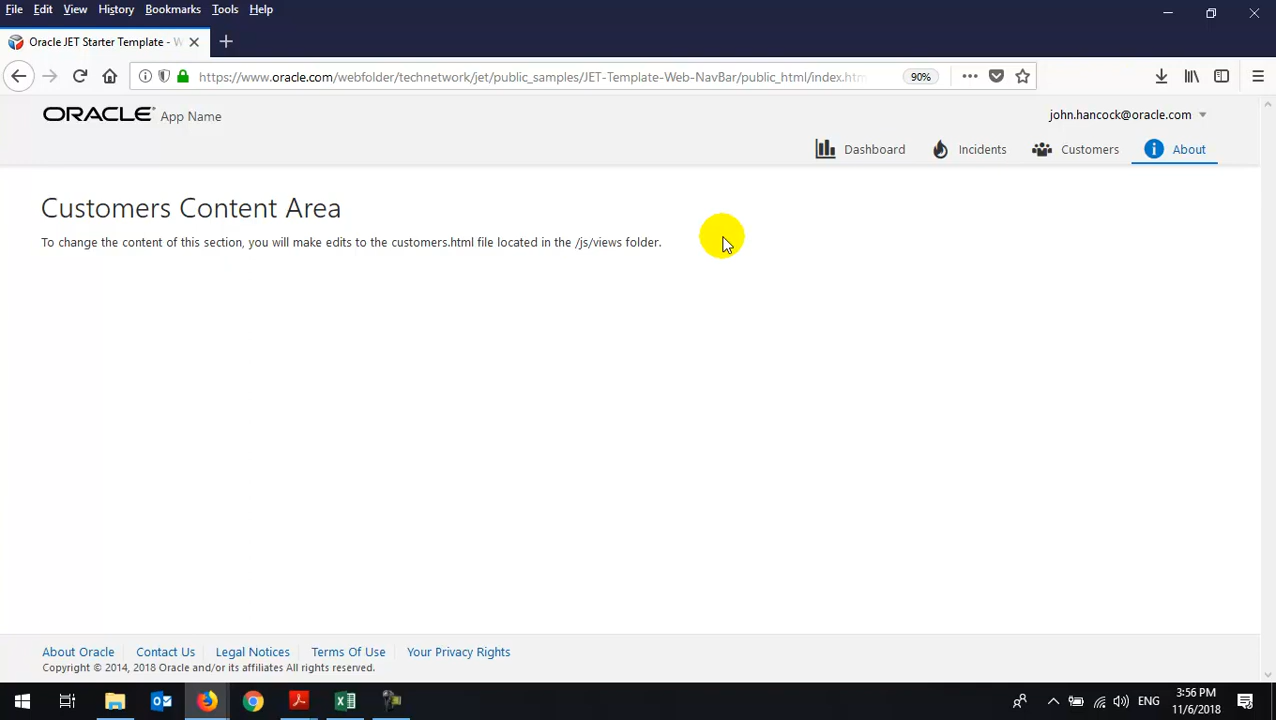 File Edit View History Bookmarks Tools Help
Oracle JET Starter Template - W
https://www.oracle.com/webfolder/technetwork/jet/public_samples/JET-Template-Web-NavBar/public_html/index.htm
90%
ORACLE App Name
john.hancock@oracle.com
Dashboard Incidents Customers About
Customers Content Area
To change the content of this section, you will make edits to the customers.html file located in the /js/views folder.
About Oracle Contact Us Legal Notices Terms Of Use Your Privacy Rights
Copyright © 2014, 2018 Oracle and/or its affiliates All rights reserved.
ENG
3:56 PM
11/6/2018